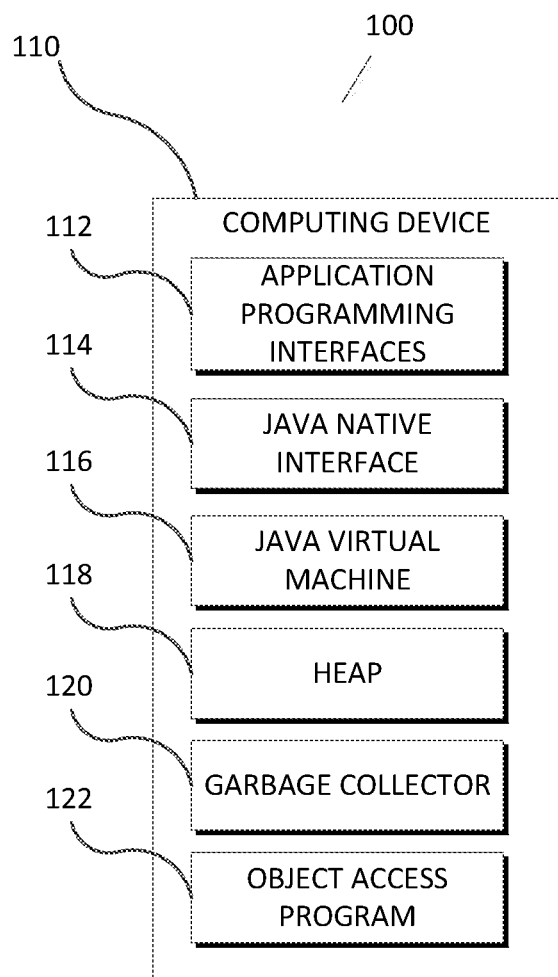 100
110
COMPUTING DEVICE
112
APPLICATION
PROGRAMMING
INTERFACES
114
JAVA NATIVE
INTERFACE
116
JAVA VIRTUAL
MACHINE
118
HEAP
120
GARBAGE COLLECTOR
122
OBJECT ACCESS
PROGRAM